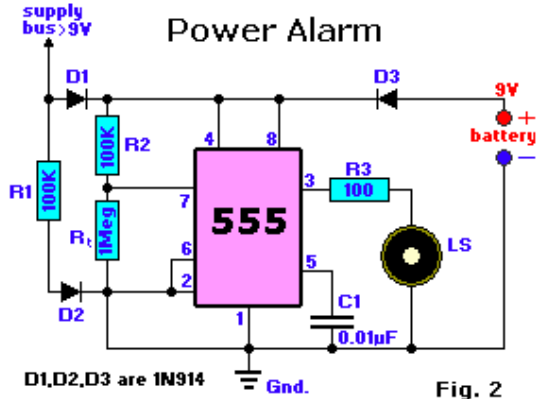 supply
bus>9V
Power Alarm
D1
D3
9V
+
battery
−
4
8
100K
R2
R1
100K
7
3
R3
100
555
Rt
1Meg
LS
6
5
2
C1
D2
1
0.01µF
D1,D2,D3 are 1N914
Gnd.
Fig. 2